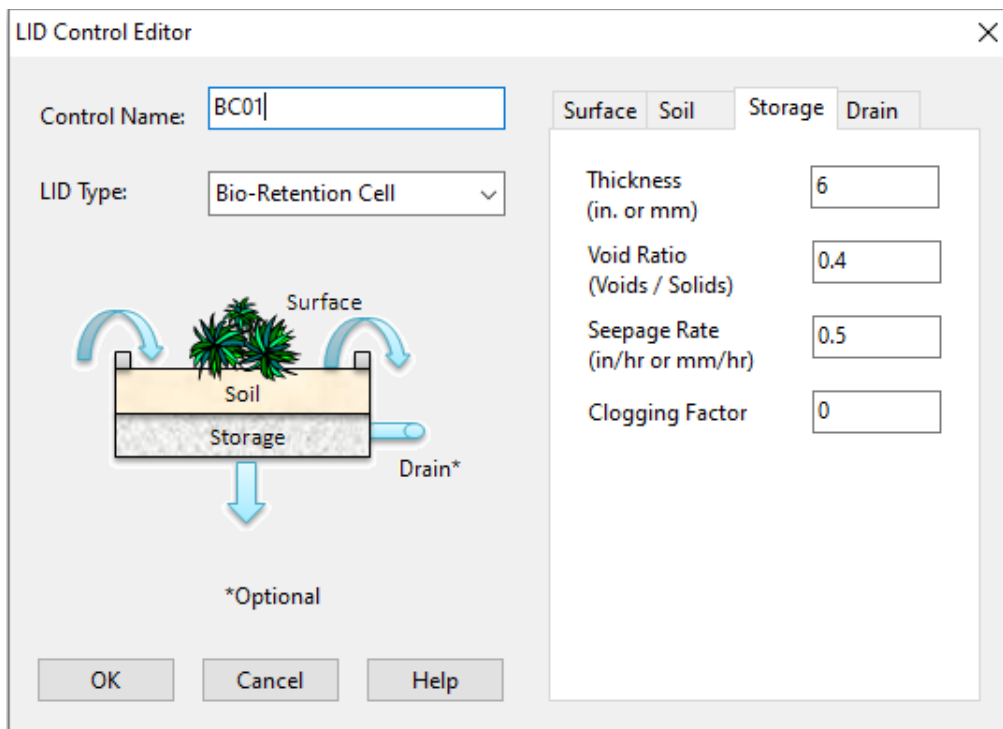 LID Control Editor
Control Name: BC01
LID Type: Bio-Retention Cell
Surface
Soil
Storage
Drain*
*Optional
OK Cancel Help
Surface Soil Storage Drain
Thickness
(in. or mm) 6
Void Ratio
(Voids / Solids) 0.4
Seepage Rate
(in/hr or mm/hr) 0.5
Clogging Factor 0